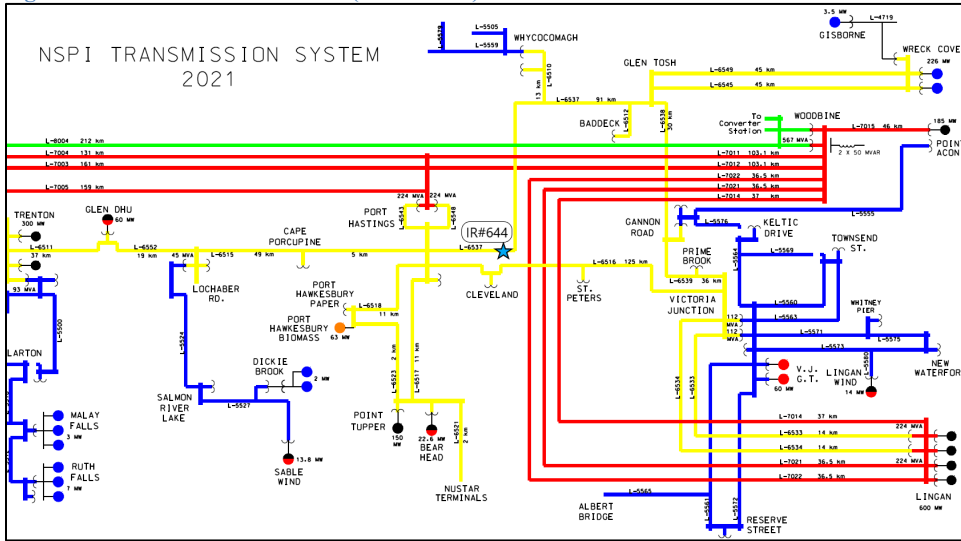 NSPI TRANSMISSION SYSTEM
2021
L-5505
L-5559
WHYCOCOMAGH
L-6510
13 km
3.5 MW
L-4719
GISBORNE
WRECK COVE
226 MW
GLEN TOSH
L-6549 45 km
L-6545 45 km
L-6537 91 km
L-6512
BADDECK
L-6538
30 km
To
Converter
Station
WOODBINE
567 MVA
L-7015 46 km
185 MW
POINT
ACON
2 X 50 MVAR
L-8004 212 km
L-7004 131 km
L-7003 161 km
L-7005 159 km
L-7011 103.1 km
L-7012 103.1 km
L-7022 36.5 km
L-7021 36.5 km
L-7014 37 km
L-5555
TRENTON
300 MW
GLEN DHU
60 MW
L-6511
37 km
93 MVA
L-5500
L-6552
19 km
45 MVA
L-6515
49 km
LOCHABER
RD.
CAPE
PORCUPINE
5 km
224 MVA
224 MVA
L-6543
L-6548
PORT
HASTINGS
L-6537
IR#644
GANNON
ROAD
L-5576
KELTIC
DRIVE
TOWNSEND
ST.
L-5564
L-5569
PRIME
BROOK
L-6539 36 km
L-6516 125 km
CLEVELAND
ST.
PETERS
VICTORIA
JUNCTION
L-5560
L-5563
112
MVA
112
MVA
WHITNEY
PIER
L-5571
L-5575
L-5573
L-5580
NEW
WATERFOR
PORT
HAWKESBURY
PAPER
L-6518
11 km
PORT
HAWKESBURY
BIOMASS
63 MW
L-5524
LARTON
DICKIE
BROOK
2 MW
SALMON
RIVER
LAKE
L-5527
13.8 MW
SABLE
WIND
L-6523 2 km
L-6517 11 km
POINT
TUPPER
150
MW
22.6 MW
BEAR
HEAD
L-6521
2 km
NUSTAR
TERMINALS
L-6534
L-6533
V.J.
G.T.
60 MW
LINGAN
WIND
14 MW
MALAY
FALLS
3 MW
RUTH
FALLS
7 MW
L-7014 37 km
L-6533 14 km
L-6534 14 km
L-7021 36.5 km
L-7022 36.5 km
224 MVA
224 MVA
LINGAN
600 MW
ALBERT
BRIDGE
L-5565
L-5561
L-5572
RESERVE
STREET